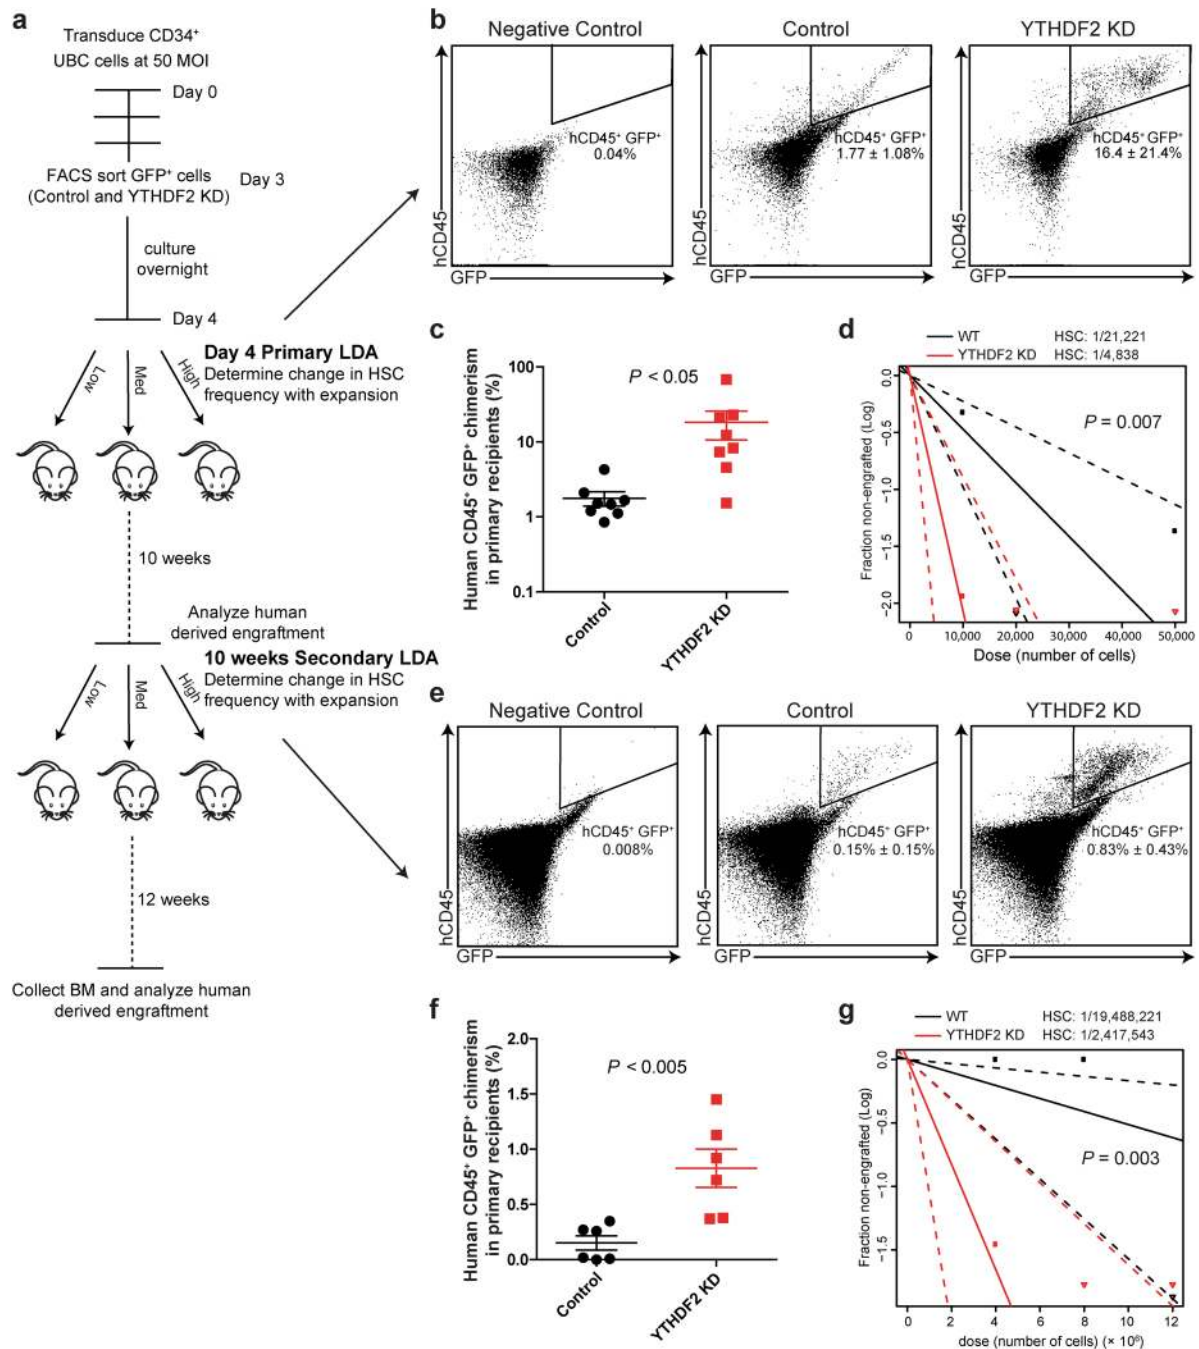 a
Transduce CD34⁺
UBC cells at 50 MOI
Day 0
FACS sort GFP⁺ cells
(Control and YTHDF2 KD)
Day 3
culture
overnight
Day 4
Low
Med
High
Day 4 Primary LDA
Determine change in HSC
frequency with expansion
10 weeks
Analyze human
derived engraftment
Low
Med
High
10 weeks Secondary LDA
Determine change in HSC
frequency with expansion
12 weeks
Collect BM and analyze human
derived engraftment
b
Negative Control
hCD45⁺ GFP⁺
0.04%
hCD45
GFP
Control
hCD45⁺ GFP⁺
1.77 ± 1.08%
hCD45
GFP
YTHDF2 KD
hCD45⁺ GFP⁺
16.4 ± 21.4%
hCD45
GFP
c
Human CD45⁺ GFP⁺ chimerism
in primary recipients (%)
100
10
1
0.1
P < 0.05
Control
YTHDF2 KD
d
WT HSC: 1/21,221
YTHDF2 KD HSC: 1/4,838
Fraction non-engrafted (Log)
0.0
−0.5
−1.0
−1.5
−2.0
P = 0.007
0 10,000 20,000 30,000 40,000 50,000
Dose (number of cells)
e
Negative Control
hCD45⁺ GFP⁺
0.008%
hCD45
GFP
Control
hCD45⁺ GFP⁺
0.15% ± 0.15%
hCD45
GFP
YTHDF2 KD
hCD45⁺ GFP⁺
0.83% ± 0.43%
hCD45
GFP
f
Human CD45⁺ GFP⁺ chimerism
in primary recipients (%)
2.0
1.5
1.0
0.5
0.0
P < 0.005
Control
YTHDF2 KD
g
WT HSC: 1/19,488,221
YTHDF2 KD HSC: 1/2,417,543
Fraction non-engrafted (Log)
0.0
−0.5
−1.0
−1.5
P = 0.003
0 2 4 6 8 10 12
dose (number of cells) (× 10⁶)